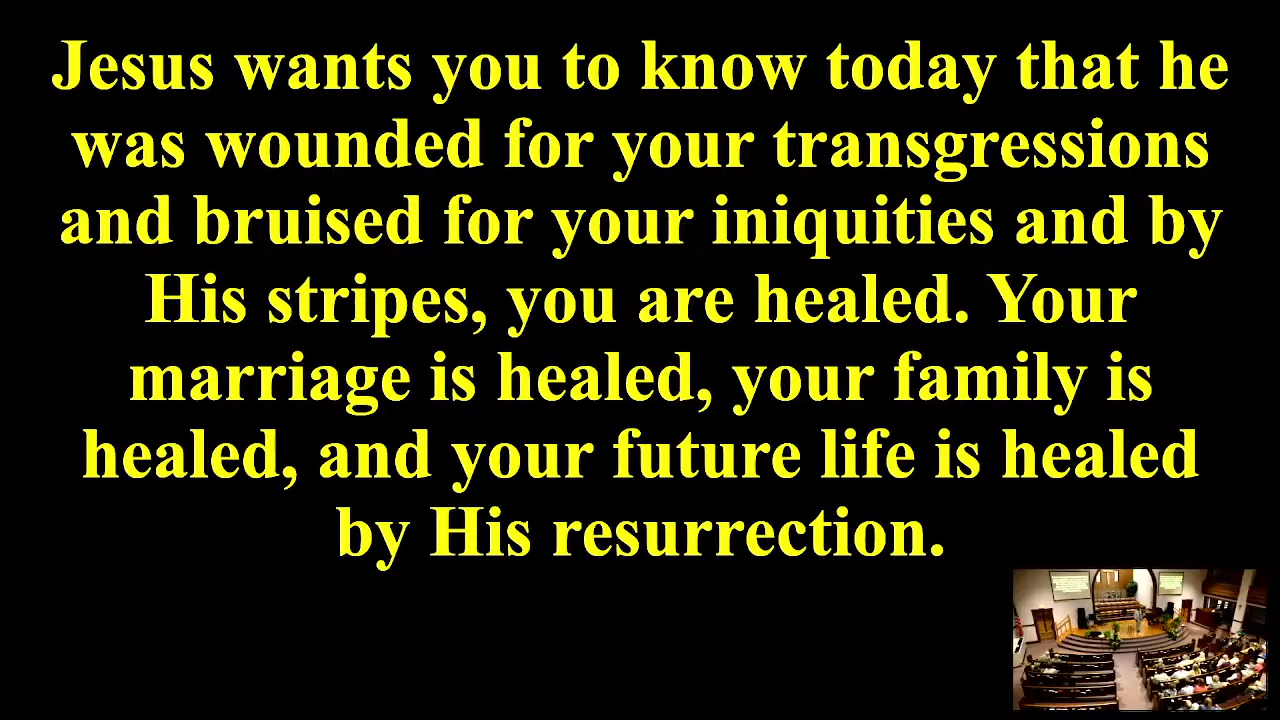 Jesus wants you to know today that he
was wounded for your transgressions
and bruised for your iniquities and by
His stripes, you are healed. Your
marriage is healed, your family is
healed, and your future life is healed
by His resurrection.